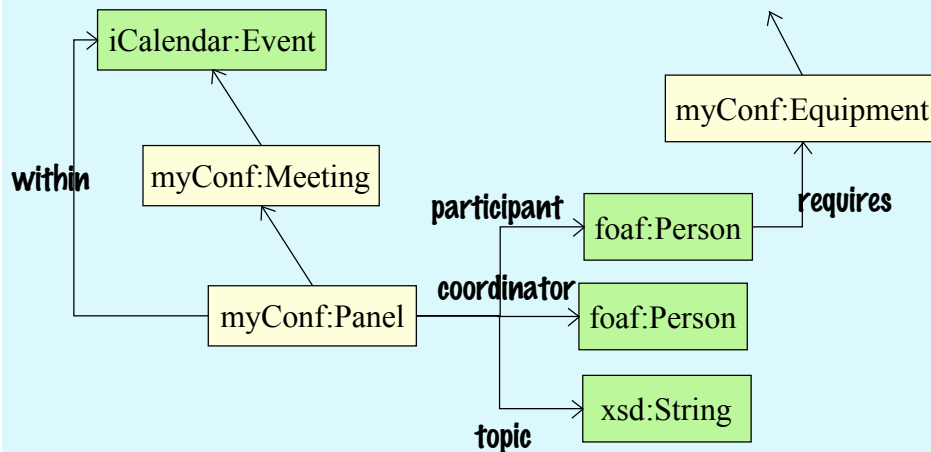 iCalendar:Event
myConf:Equipment
within
myConf:Meeting
participant
requires
foaf:Person
coordinator
myConf:Panel
foaf:Person
xsd:String
topic